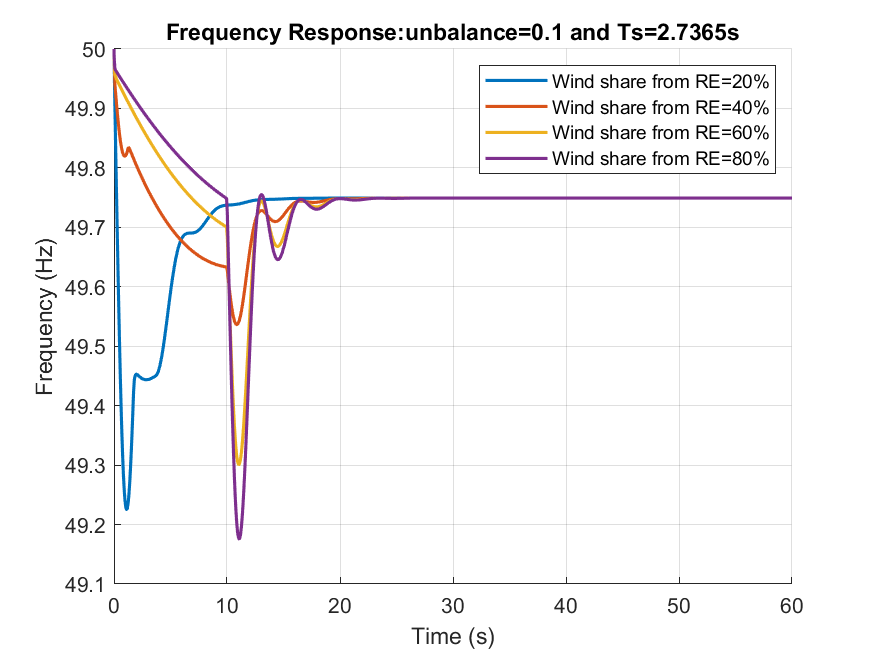 Frequency Response:unbalance=0.1 and Ts=2.7365s
Wind share from RE=20%
Wind share from RE=40%
Wind share from RE=60%
Wind share from RE=80%
Frequency (Hz)
50
49.9
49.8
49.7
49.6
49.5
49.4
49.3
49.2
49.1
0 10 20 30 40 50 60
Time (s)